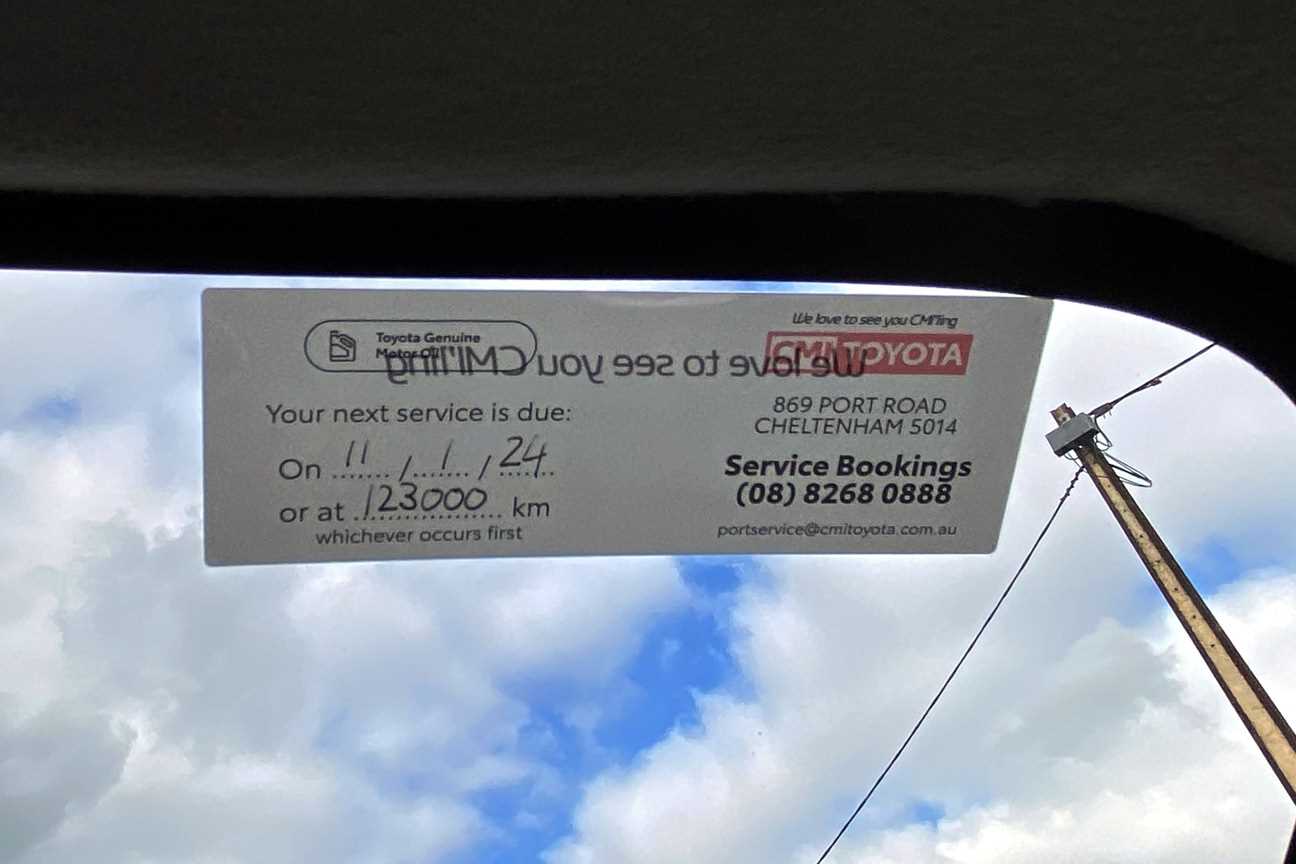 Toyota Genuine
Motor Oil
We love to see you CMI'ing
Your next service is due:
On 11 / 1 / 24
or at 123000 km
whichever occurs first
We love to see you CMI'ing
CMI TOYOTA
869 PORT ROAD
CHELTENHAM 5014
Service Bookings
(08) 8268 0888
portservice@cmitoyota.com.au